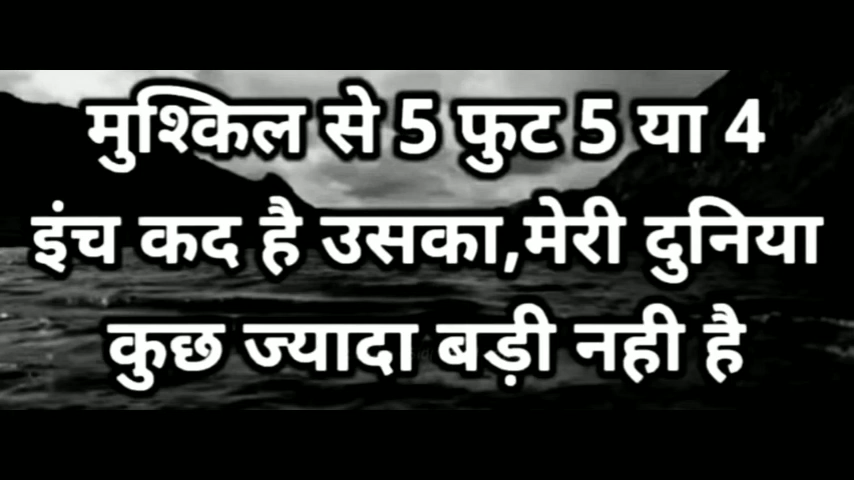 मुश्किल से 5 फुट 5 या 4
इंच कद है उसका,मेरी दुनिया
कुछ ज्यादा बड़ी नही है